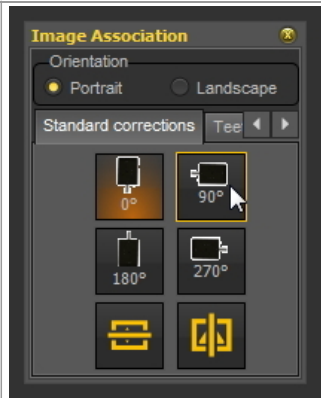 Image Association
Orientation
Portrait Landscape
Standard corrections Tee
0° 90°
180° 270°